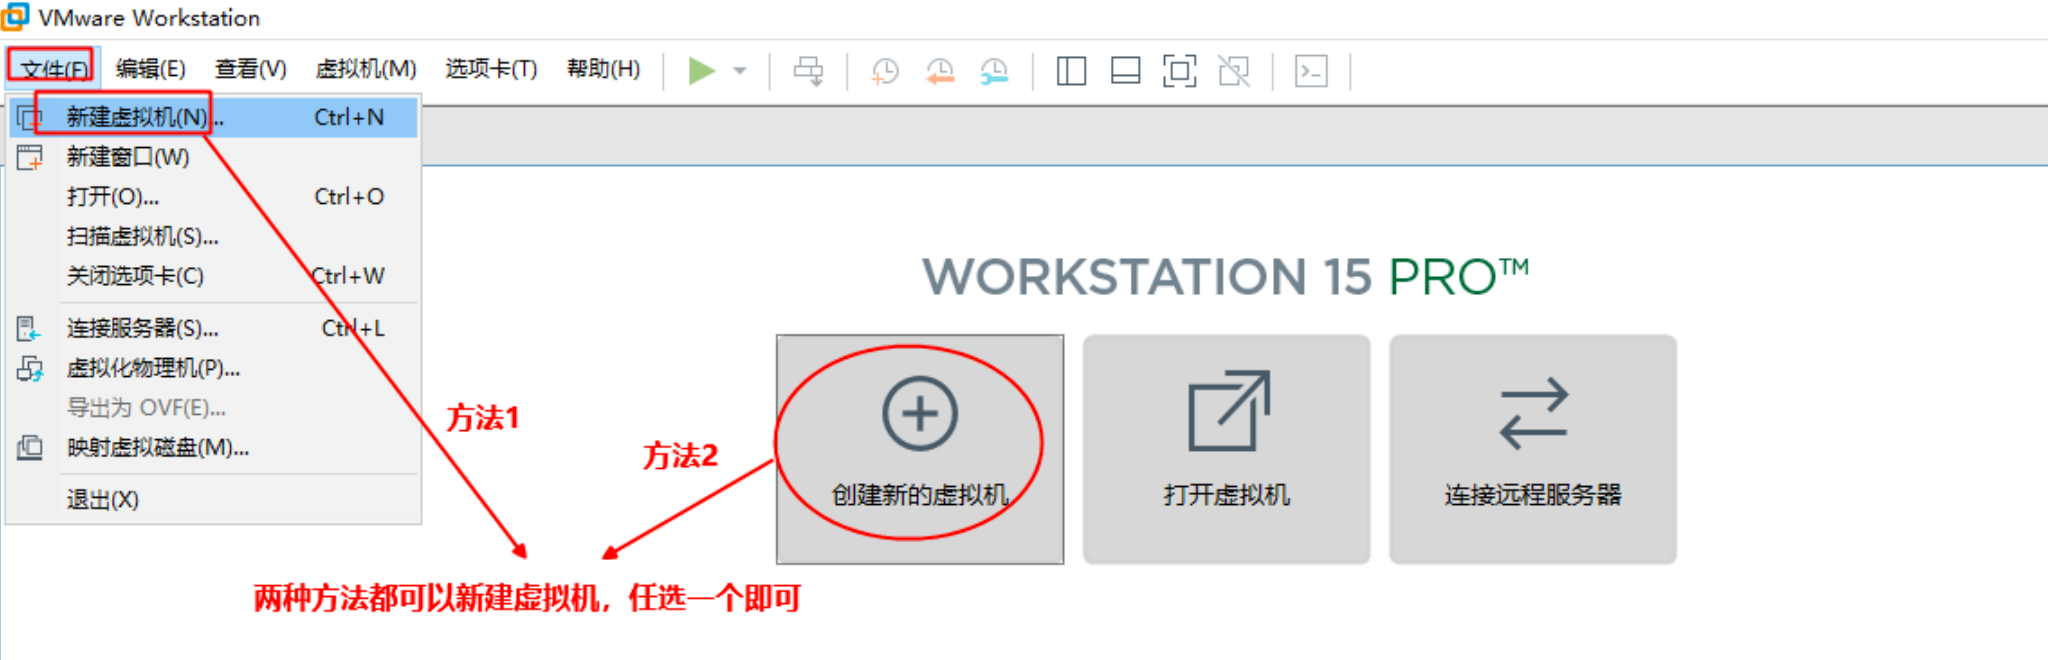 VMware Workstation
文件(F) 编辑(E) 查看(V) 虚拟机(M) 选项卡(T) 帮助(H)
新建虚拟机(N)... Ctrl+N
新建窗口(W)
打开(O)... Ctrl+O
扫描虚拟机(S)...
关闭选项卡(C) Ctrl+W
连接服务器(S)... Ctrl+L
虚拟化物理机(P)...
导出为 OVF(E)...
映射虚拟磁盘(M)...
退出(X)
WORKSTATION 15 PRO™
方法1
方法2
创建新的虚拟机
打开虚拟机
连接远程服务器
两种方法都可以新建虚拟机，任选一个即可